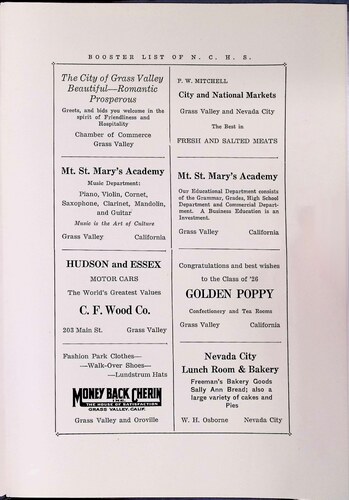 BOOSTER LIST OF N. C. H. S.
The City of Grass Valley
Beautiful—Romantic
Prosperous
Greets, and bids you welcome in the
spirit of Friendliness and
Hospitality
Chamber of Commerce
Grass Valley
F. W. MITCHELL
City and National Markets
Grass Valley and Nevada City
The Best in
FRESH AND SALTED MEATS
Mt. St. Mary's Academy
Music Department:
Piano, Violin, Cornet,
Saxophone, Clarinet, Mandolin,
and Guitar
Music is the Art of Culture
Grass Valley California
Mt. St. Mary's Academy
Our Educational Department consists
of the Grammar, Grades, High School
Department and Commercial Depart-
ment. A Business Education is an
Investment.
Grass Valley California
HUDSON and ESSEX
MOTOR CARS
The World's Greatest Values
C. F. Wood Co.
203 Main St. Grass Valley
Congratulations and best wishes
to the Class of '26
GOLDEN POPPY
Confectionery and Tea Rooms
Grass Valley California
Fashion Park Clothes—
—Walk-Over Shoes—
—Lundstrum Hats
MONEY BACK CHERIN
INC.
THE HOUSE OF SATISFACTION
GRASS VALLEY, CALIF.
Grass Valley and Oroville
Nevada City
Lunch Room & Bakery
Freeman's Bakery Goods
Sally Ann Bread; also a
large variety of cakes and
Pies
W. H. Osborne Nevada City